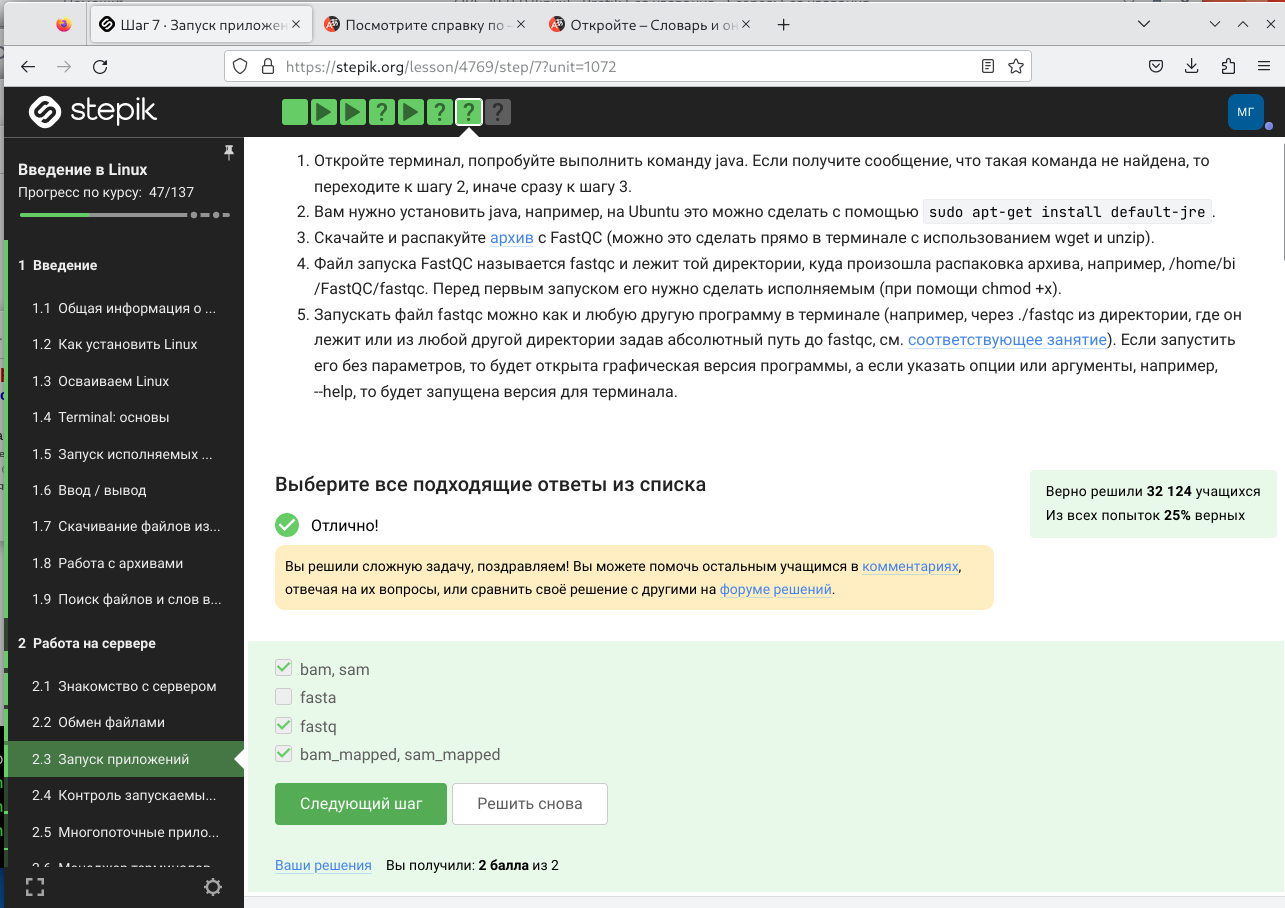 Шаг 7 · Запуск приложен
Посмотрите справку по –
Откройте – Словарь и он
https://stepik.org/lesson/4769/step/7?unit=1072
stepik
? ? ? ?
МГ
Введение в Linux
Прогресс по курсу: 47/137
1 Введение
1.1 Общая информация о ...
1.2 Как установить Linux
1.3 Осваиваем Linux
1.4 Terminal: основы
1.5 Запуск исполняемых ...
1.6 Ввод / вывод
1.7 Скачивание файлов из...
1.8 Работа с архивами
1.9 Поиск файлов и слов в...
2 Работа на сервере
2.1 Знакомство с сервером
2.2 Обмен файлами
2.3 Запуск приложений
2.4 Контроль запускаемы...
2.5 Многопоточные прило...
1. Откройте терминал, попробуйте выполнить команду java. Если получите сообщение, что такая команда не найдена, то
переходите к шагу 2, иначе сразу к шагу 3.
2. Вам нужно установить java, например, на Ubuntu это можно сделать с помощью sudo apt-get install default-jre .
3. Скачайте и распакуйте архив с FastQC (можно это сделать прямо в терминале с использованием wget и unzip).
4. Файл запуска FastQC называется fastqc и лежит той директории, куда произошла распаковка архива, например, /home/bi
/FastQC/fastqc. Перед первым запуском его нужно сделать исполняемым (при помощи chmod +x).
5. Запускать файл fastqc можно как и любую другую программу в терминале (например, через ./fastqc из директории, где он
лежит или из любой другой директории задав абсолютный путь до fastqc, см. соответствующее занятие). Если запустить
его без параметров, то будет открыта графическая версия программы, а если указать опции или аргументы, например,
--help, то будет запущена версия для терминала.
Выберите все подходящие ответы из списка
Верно решили 32 124 учащихся
Из всех попыток 25% верных
Отлично!
Вы решили сложную задачу, поздравляем! Вы можете помочь остальным учащимся в комментариях,
отвечая на их вопросы, или сравнить своё решение с другими на форуме решений.
bam, sam
fasta
fastq
bam_mapped, sam_mapped
Следующий шаг
Решить снова
Ваши решения Вы получили: 2 балла из 2